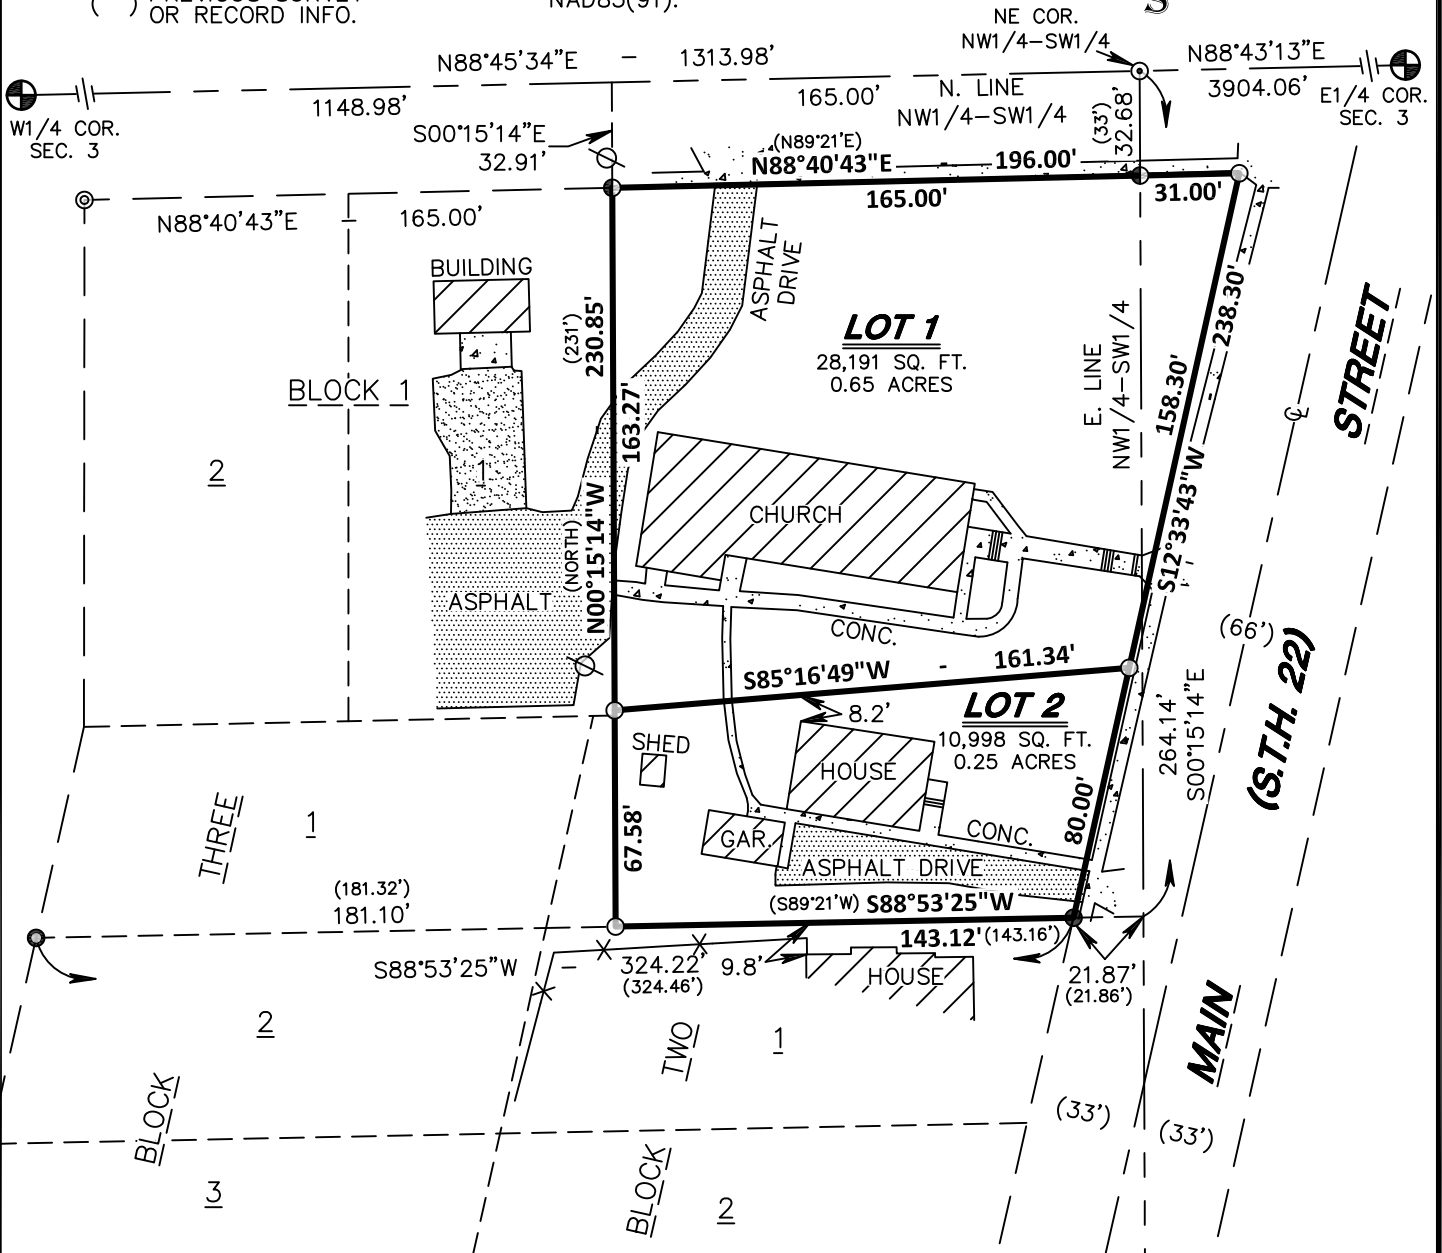 ( ) PREVIOUS SURVEY
OR RECORD INFO.
NAD83(91).
S
NE COR.
NW1/4-SW1/4
N88°45'34"E - 1313.98'
N88°43'13"E
3904.06'
W1/4 COR.
SEC. 3
E1/4 COR.
SEC. 3
1148.98'
165.00'
N. LINE
NW1/4-SW1/4
(33')
32.68'
S00°15'14"E
32.91'
(N89°21'E)
N88°40'43"E - 196.00'
165.00'
31.00'
N88°40'43"E - 165.00'
BUILDING
ASPHALT
DRIVE
LOT 1
28,191 SQ. FT.
0.65 ACRES
(231')
230.85'
163.27'
E. LINE
NW1/4-SW1/4
158.30'
S12°33'43"W - 238.30'
STREET
℄
BLOCK 1
2
1
CHURCH
(NORTH)
N00°15'14"W
ASPHALT
CONC.
(66')
S85°16'49"W - 161.34'
264.14'
S00°15'14"E
(S.T.H. 22)
LOT 2
10,998 SQ. FT.
0.25 ACRES
8.2'
SHED
HOUSE
80.00'
THREE
1
67.58'
GAR.
CONC.
ASPHALT DRIVE
(181.32')
181.10'
(S89°21'W) S88°53'25"W
143.12' (143.16')
S88°53'25"W - 324.22'
(324.46')
9.8'
HOUSE
21.87'
(21.86')
2
TWO
1
MAIN
BLOCK
(33')
(33')
3
BLOCK
2